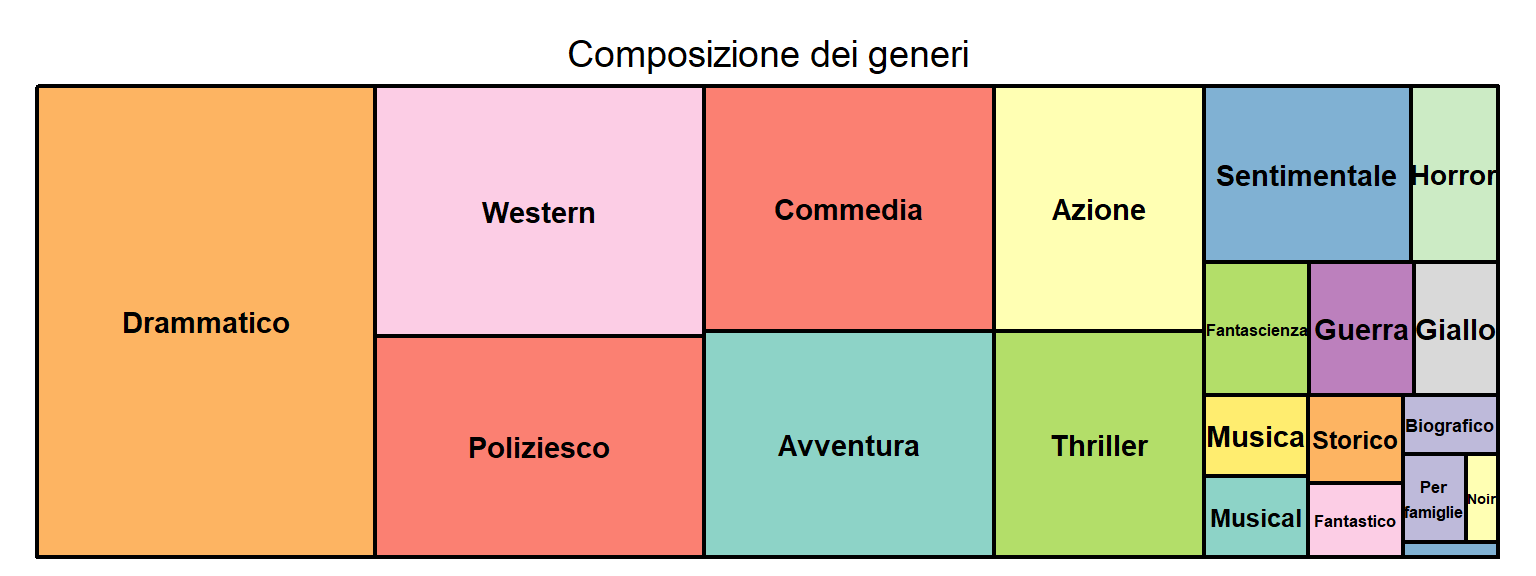 Composizione dei generi
Drammatico
Western
Poliziesco
Commedia
Avventura
Azione
Thriller
Sentimentale
Horror
Fantascienza
Guerra
Giallo
Musica
Musical
Storico
Fantastico
Biografico
Per
famiglie
Noir